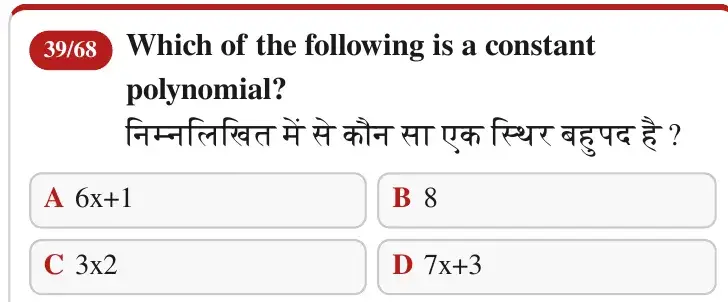 39/68 Which of the following is a constant
polynomial?
निम्नलिखित में से कौन सा एक स्थिर बहुपद है ?
A 6x+1
B 8
C 3x2
D 7x+3